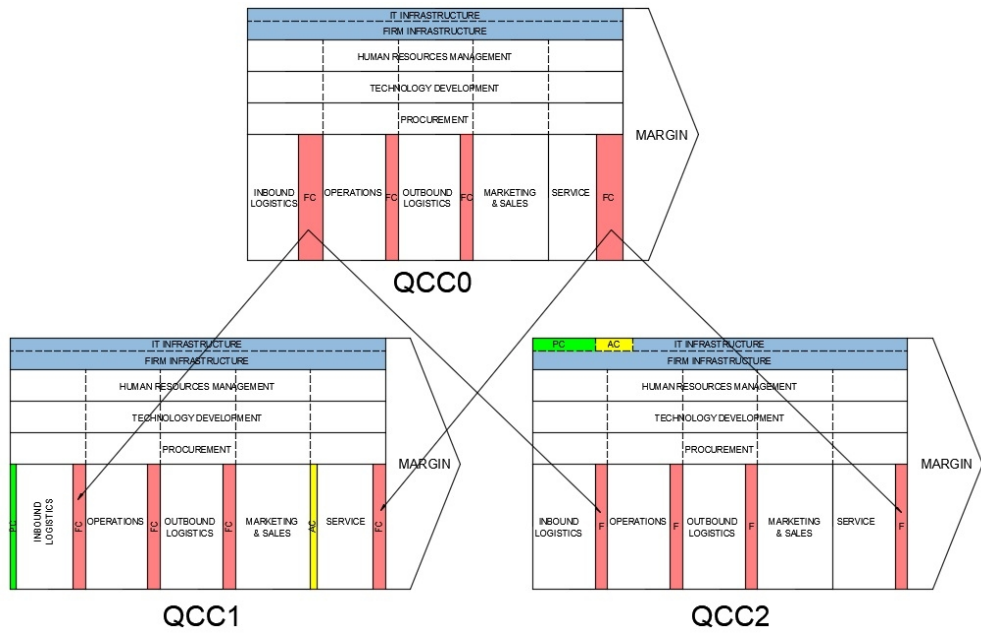 IT INFRASTRUCTURE
FIRM INFRASTRUCTURE
HUMAN RESOURCES MANAGEMENT
TECHNOLOGY DEVELOPMENT
PROCUREMENT
MARGIN
INBOUND
LOGISTICS
FC
OPERATIONS
FC
OUTBOUND
LOGISTICS
FC
MARKETING
& SALES
SERVICE
FC
QCC0
IT INFRASTRUCTURE
FIRM INFRASTRUCTURE
HUMAN RESOURCES MANAGEMENT
TECHNOLOGY DEVELOPMENT
PROCUREMENT
MARGIN
PC
INBOUND
LOGISTICS
FC
OPERATIONS
FC
OUTBOUND
LOGISTICS
FC
MARKETING
& SALES
AC
SERVICE
FC
QCC1
PC
AC
IT INFRASTRUCTURE
FIRM INFRASTRUCTURE
HUMAN RESOURCES MANAGEMENT
TECHNOLOGY DEVELOPMENT
PROCUREMENT
MARGIN
INBOUND
LOGISTICS
F
OPERATIONS
F
OUTBOUND
LOGISTICS
F
MARKETING
& SALES
SERVICE
F
QCC2